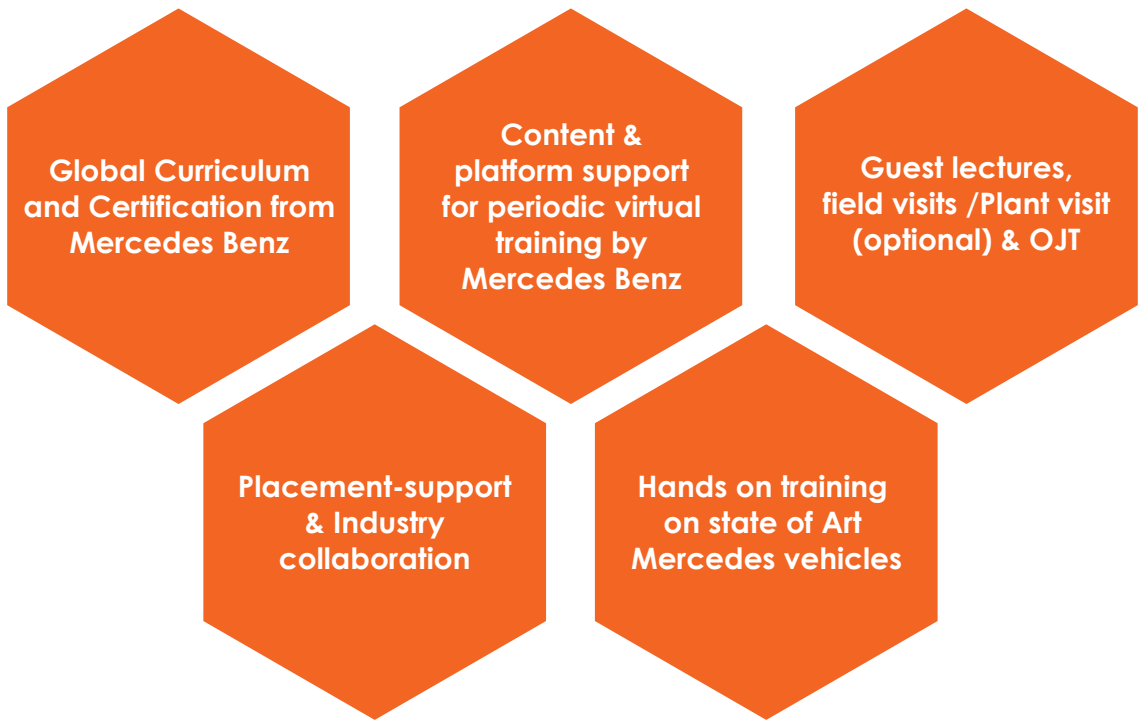 Global Curriculum
and Certification from
Mercedes Benz
Content &
platform support
for periodic virtual
training by
Mercedes Benz
Guest lectures,
field visits /Plant visit
(optional) & OJT
Placement-support
& Industry
collaboration
Hands on training
on state of Art
Mercedes vehicles